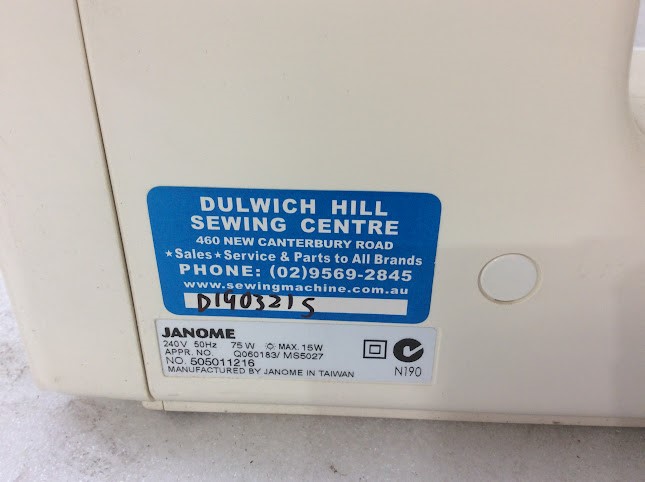 DULWICH HILL
SEWING CENTRE
460 NEW CANTERBURY ROAD
★Sales★Service & Parts to All Brands
PHONE: (02)9569-2845
www.sewingmachine.com.au
D190321S
JANOME
240V 50Hz 75W MAX. 15W
APPR. NO. Q060183/ MS5027
NO. 505011216
MANUFACTURED BY JANOME IN TAIWAN
N190